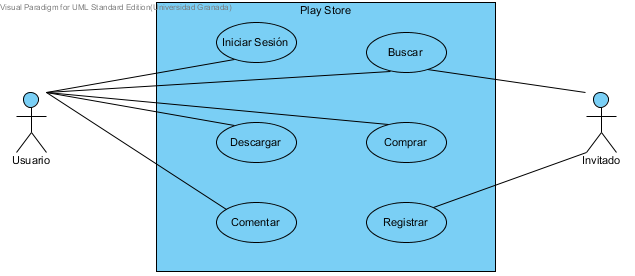 Visual Paradigm for UML Standard Edition(Universidad Granada)
Play Store
Iniciar Sesión
Buscar
Usuario
Descargar
Comprar
Invitado
Comentar
Registrar